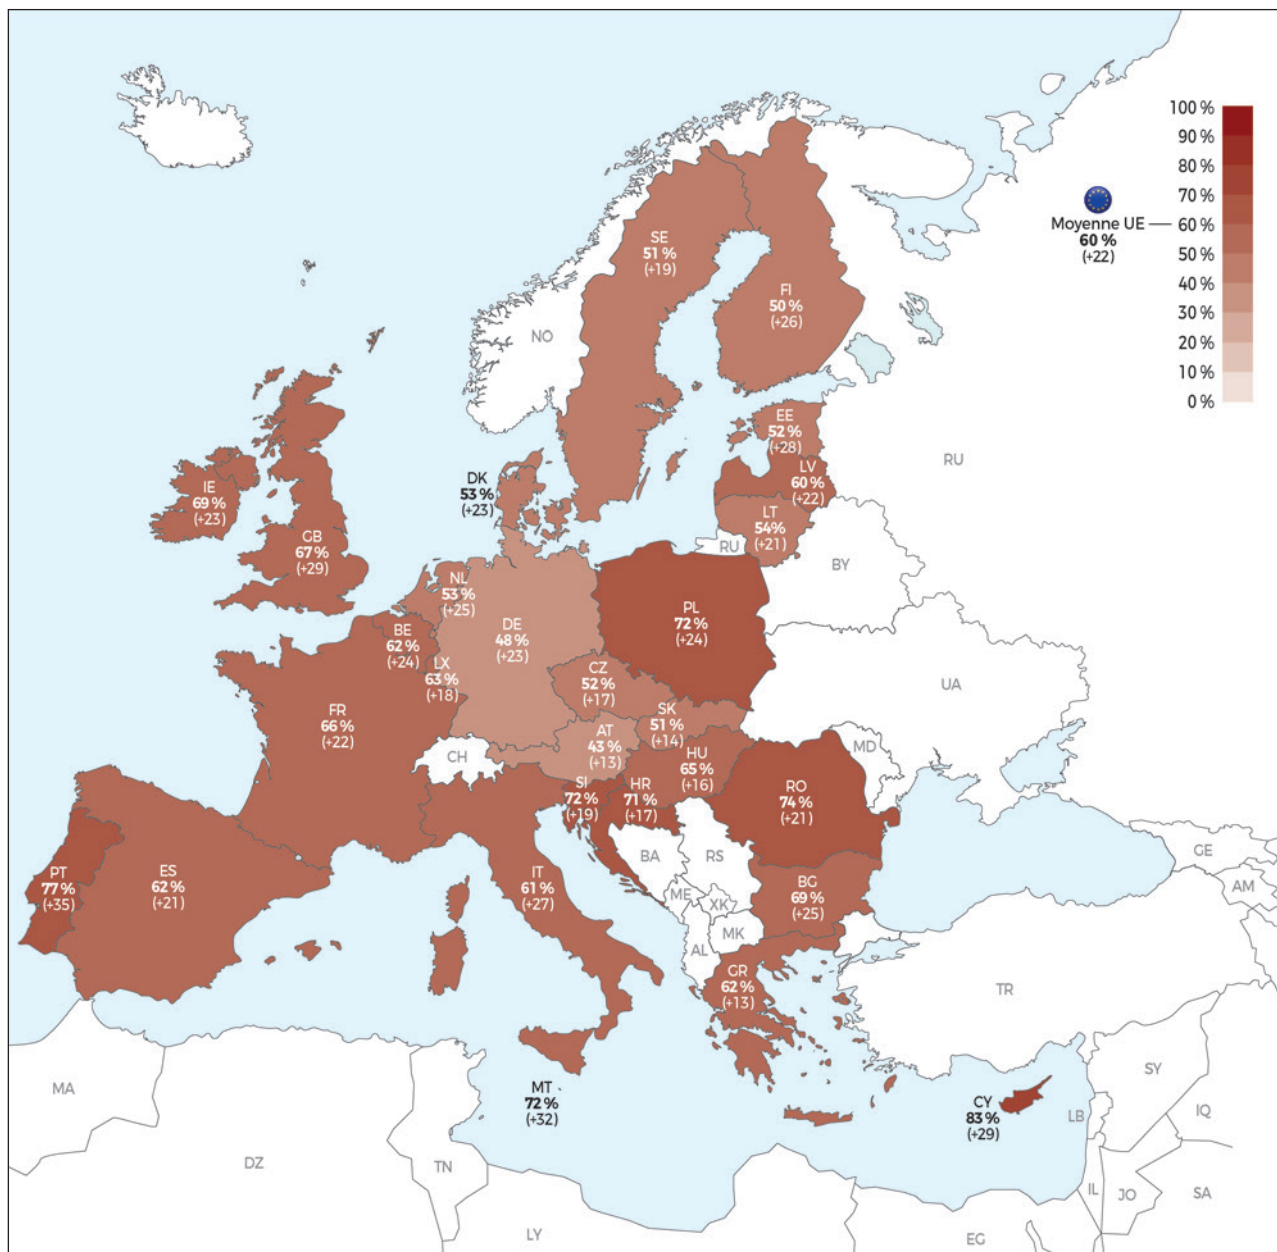 100 %
90 %
80 %
70 %
60 %
50 %
40 %
30 %
20 %
10 %
0 %
Moyenne UE
60 %
(+22)
SE
51 %
(+19)
FI
50 %
(+26)
NO
EE
52 %
(+28)
RU
LV
60 %
(+22)
DK
53 %
(+23)
IE
69 %
(+23)
LT
54%
(+21)
GB
67 %
(+29)
RU
BY
NL
53 %
(+25)
PL
72 %
(+24)
DE
48 %
(+23)
BE
62 %
(+24)
LX
63 %
(+18)
CZ
52 %
(+17)
UA
FR
66 %
(+22)
SK
51 %
(+14)
AT
43 %
(+13)
MD
CH
HU
65 %
(+16)
SI
72 %
(+19)
HR
71 %
(+17)
RO
74 %
(+21)
BA
RS
GE
PT
77 %
(+35)
ES
62 %
(+21)
IT
61 %
(+27)
BG
69 %
(+25)
AM
ME
XK
MK
AL
GR
62 %
(+13)
TR
MA
MT
72 %
(+32)
CY
83 %
(+29)
LB
SY
IQ
DZ
TN
IL
JO
SA
LY
EG